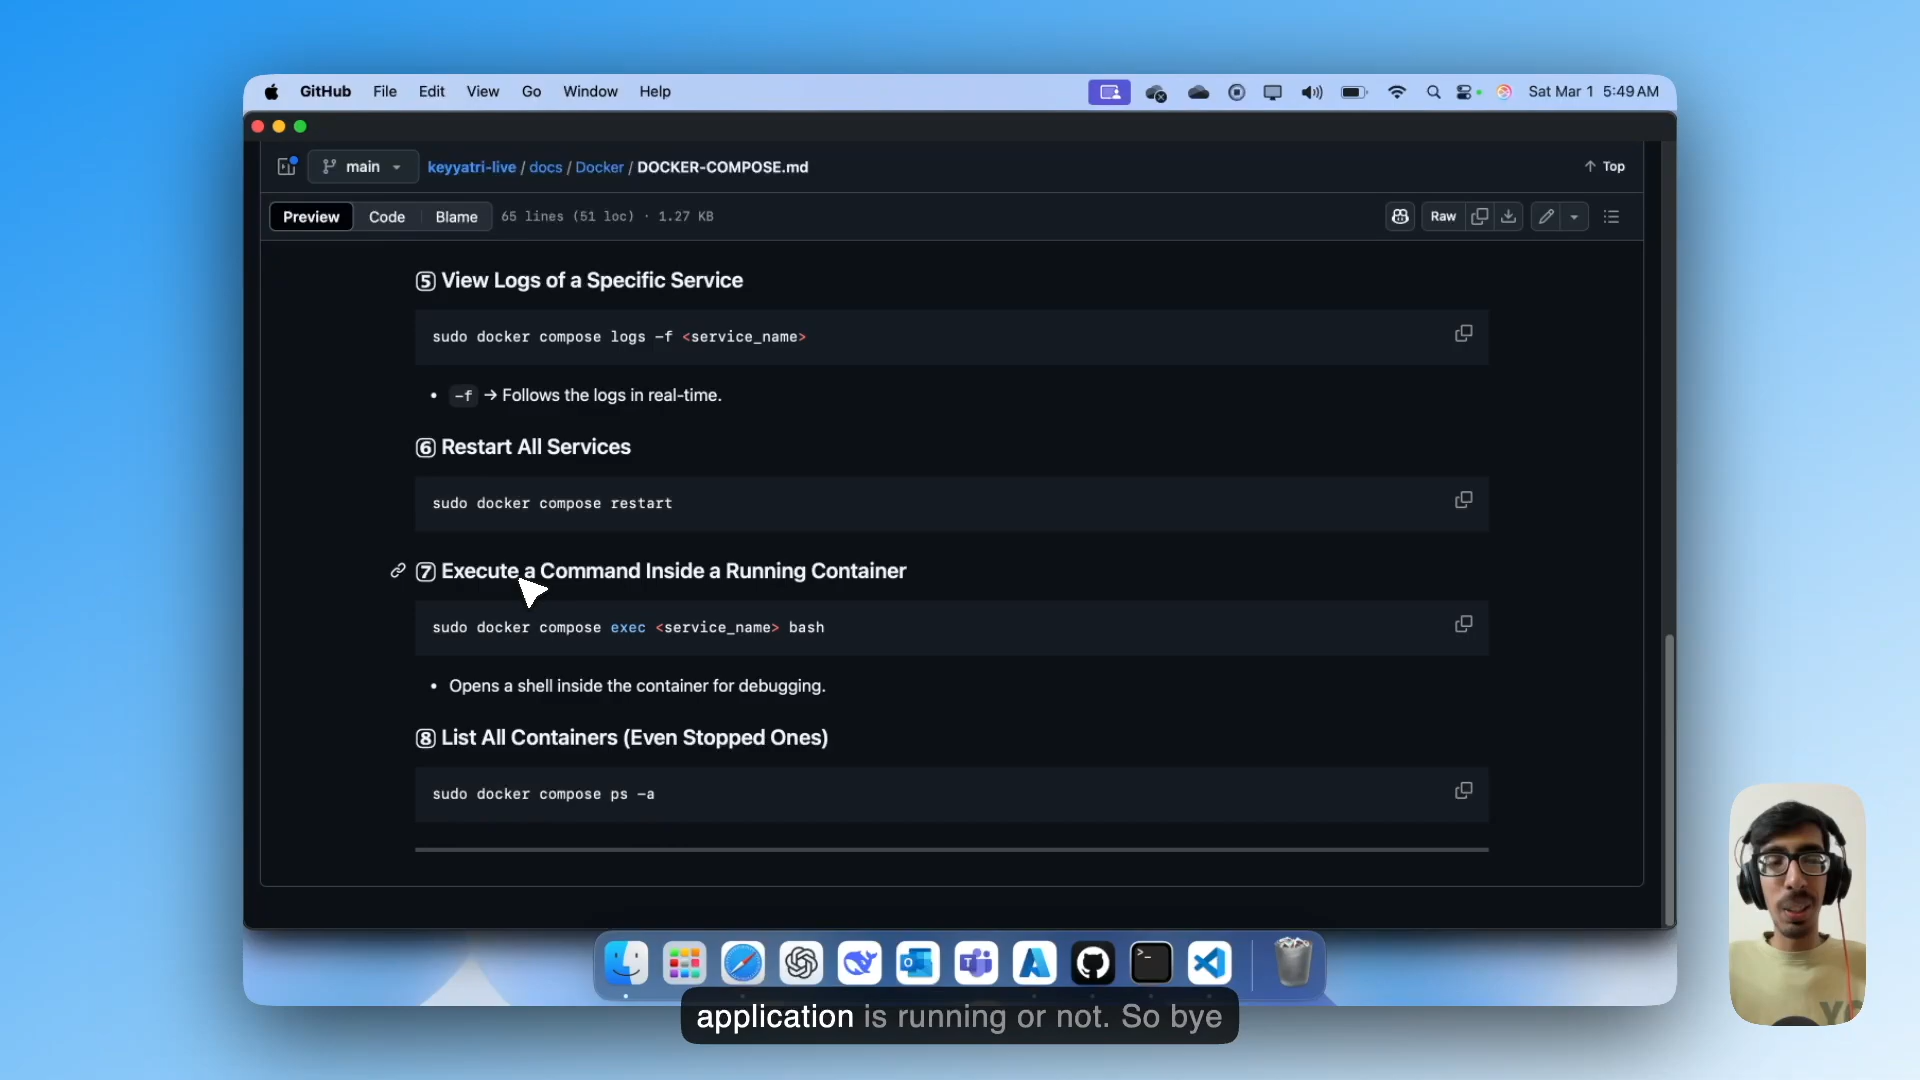 GitHub File Edit View Go Window Help Sat Mar 1 5:49 AM
main keyyatri-live / docs / Docker / DOCKER-COMPOSE.md ↑ Top
Preview Code Blame 65 lines (51 loc) · 1.27 KB Raw
5 View Logs of a Specific Service
sudo docker compose logs -f <service_name>
• -f → Follows the logs in real-time.
6 Restart All Services
sudo docker compose restart
7 Execute a Command Inside a Running Container
sudo docker compose exec <service_name> bash
• Opens a shell inside the container for debugging.
8 List All Containers (Even Stopped Ones)
sudo docker compose ps -a
application is running or not. So bye